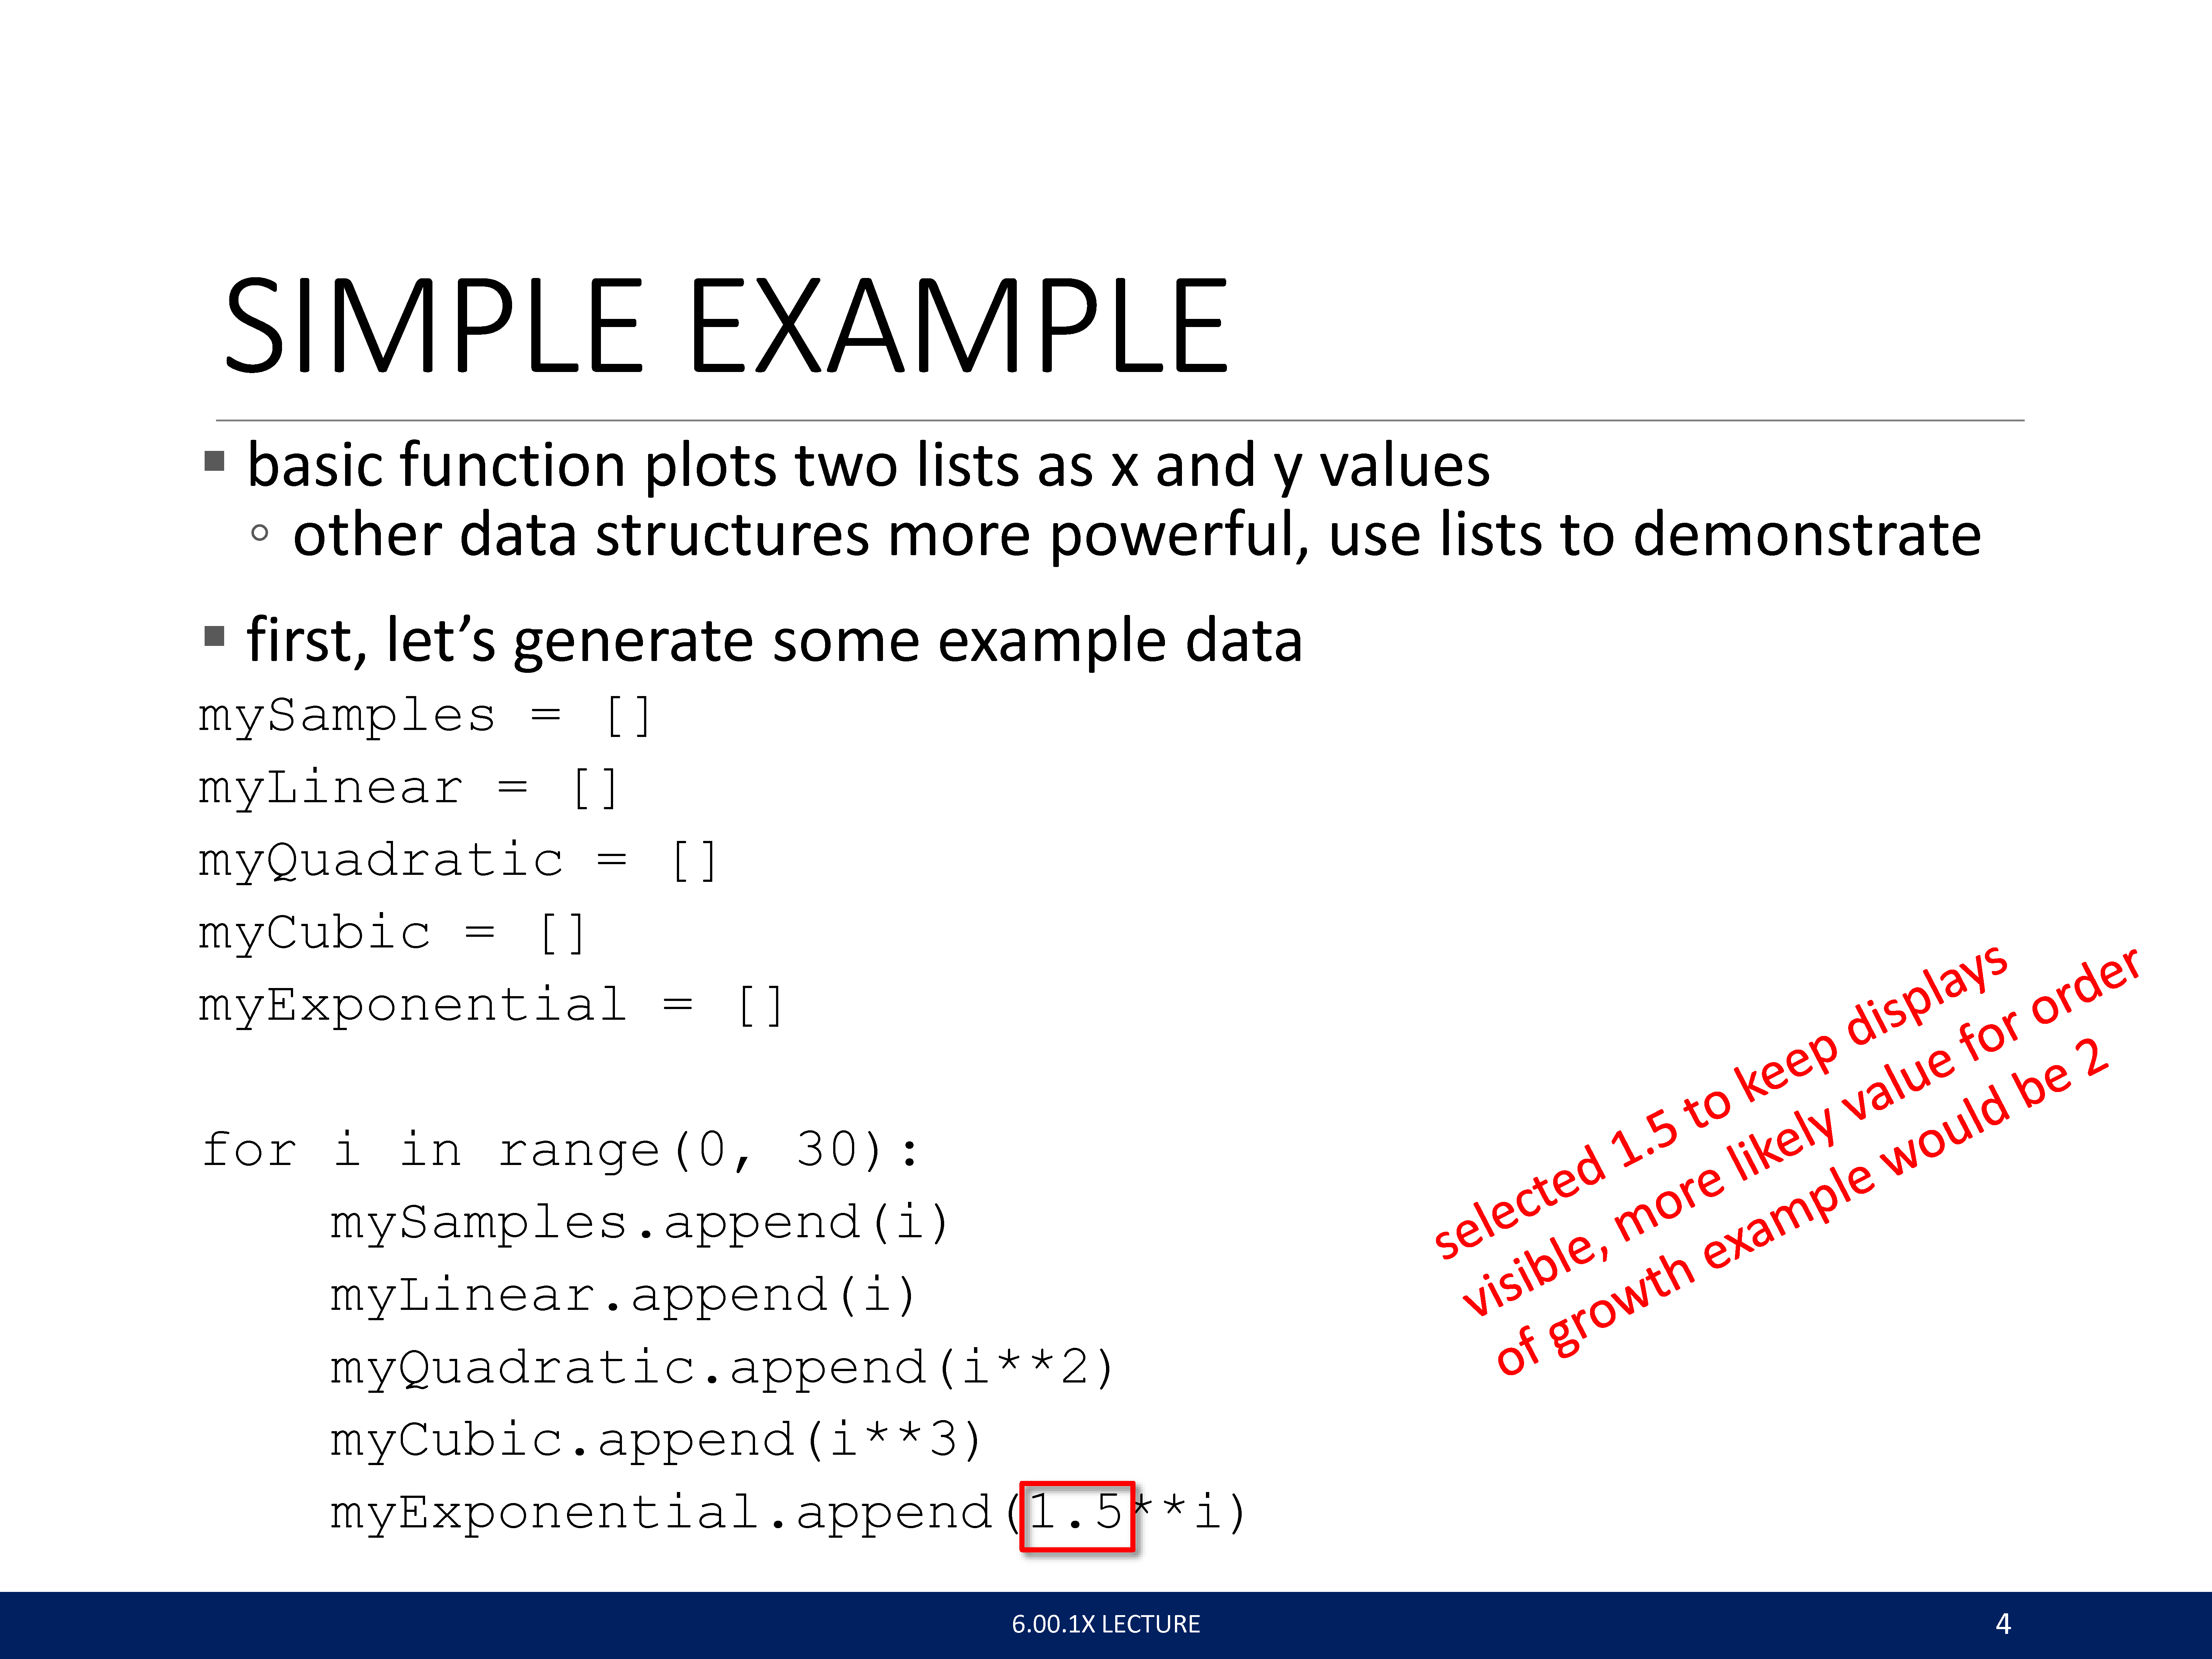 SIMPLE EXAMPLE
▪ basic function plots two lists as x and y values
◦ other data structures more powerful, use lists to demonstrate
▪ first, let’s generate some example data
mySamples = []
myLinear = []
myQuadratic = []
myCubic = []
myExponential = []
for i in range(0, 30):
    mySamples.append(i)
    myLinear.append(i)
    myQuadratic.append(i**2)
    myCubic.append(i**3)
    myExponential.append(1.5**i)
selected 1.5 to keep displays
visible, more likely value for order
of growth example would be 2
6.00.1X LECTURE
4